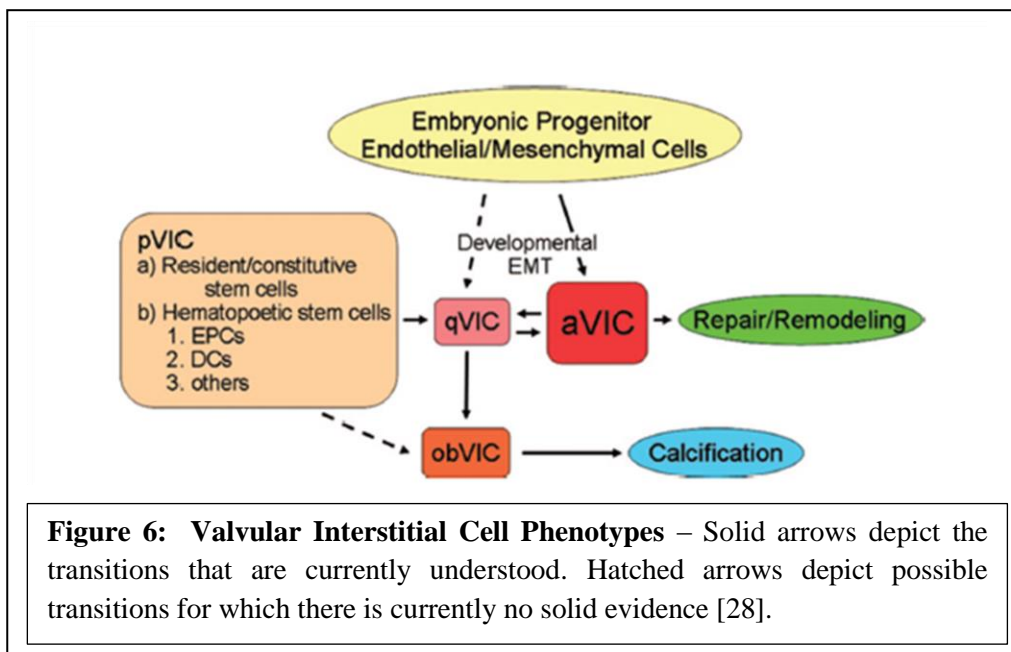 Embryonic Progenitor
Endothelial/Mesenchymal Cells
Developmental
EMT
pVIC
a) Resident/constitutive
stem cells
b) Hematopoetic stem cells
1. EPCs
2. DCs
3. others
qVIC
aVIC
Repair/Remodeling
obVIC
Calcification
Figure 6: Valvular Interstitial Cell Phenotypes – Solid arrows depict the
transitions that are currently understood. Hatched arrows depict possible
transitions for which there is currently no solid evidence [28].